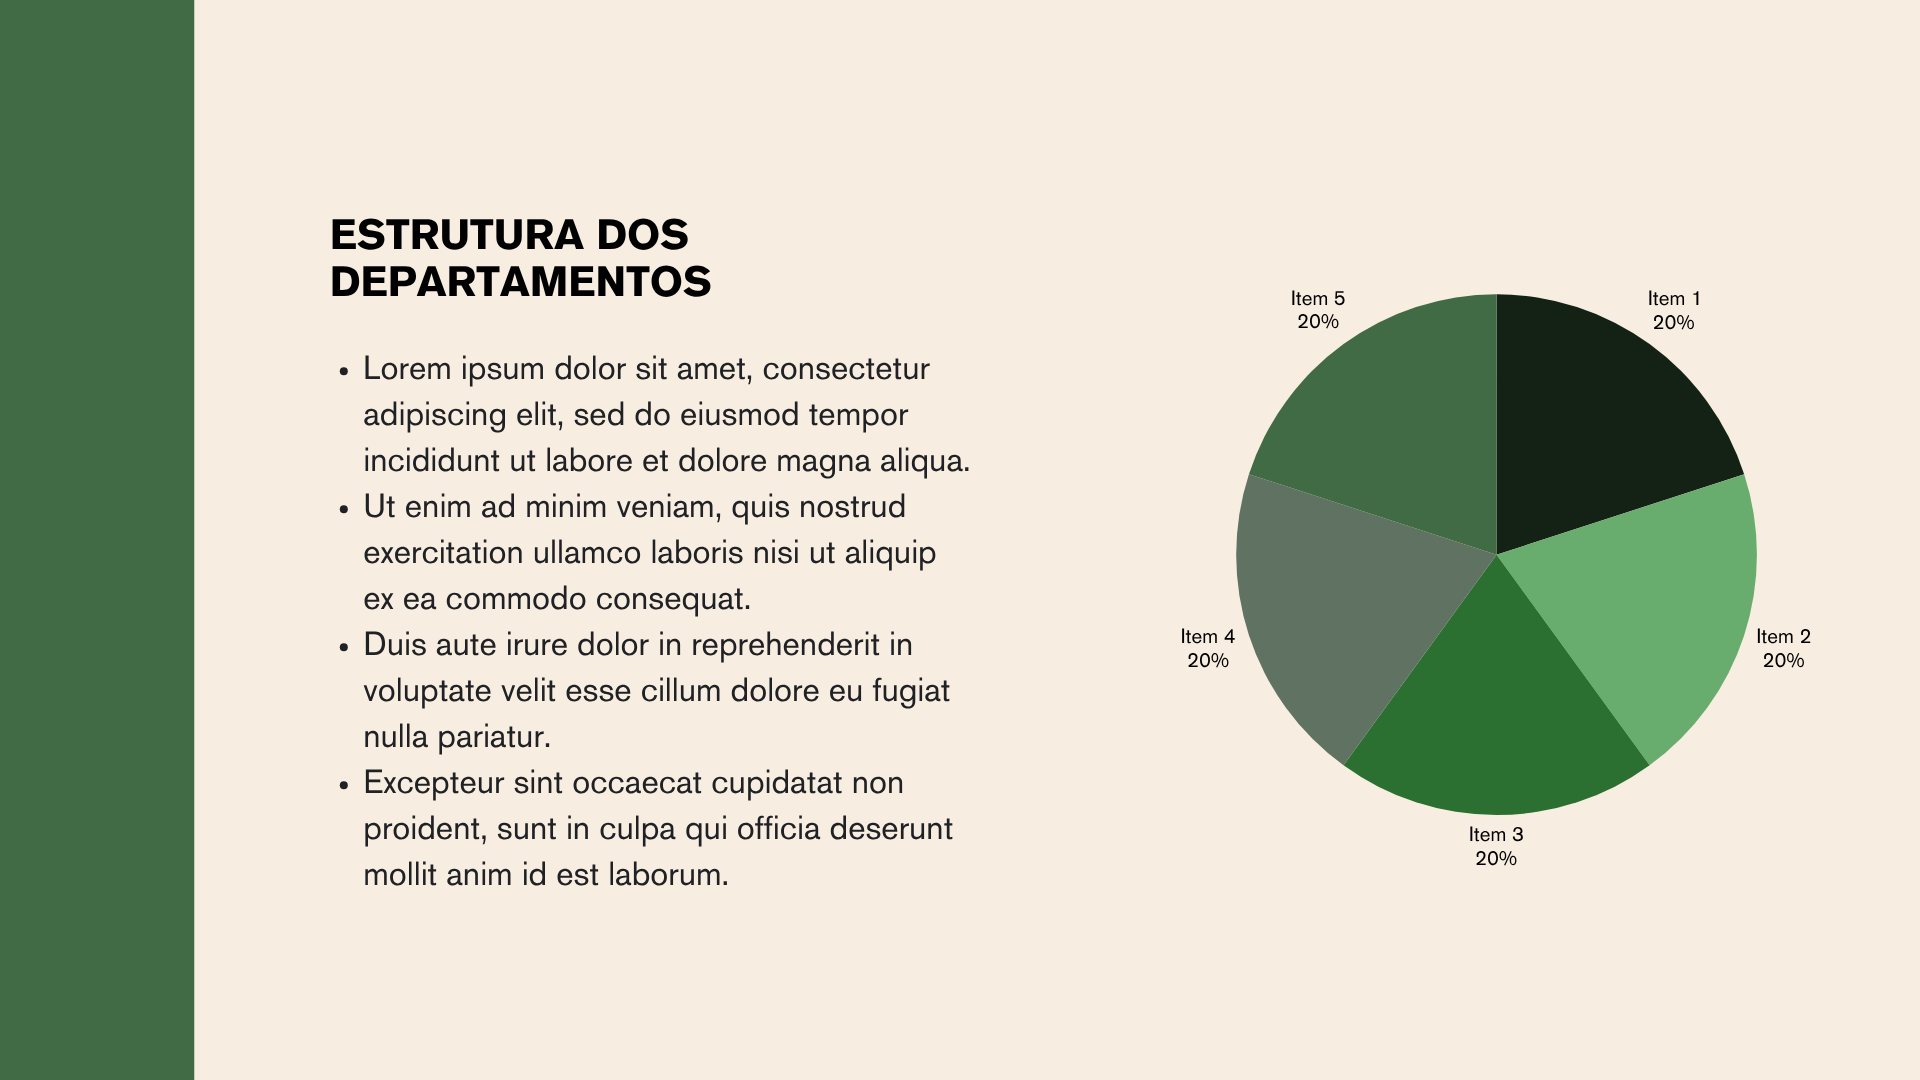 ESTRUTURA DOS
DEPARTAMENTOS
• Lorem ipsum dolor sit amet, consectetur
adipiscing elit, sed do eiusmod tempor
incididunt ut labore et dolore magna aliqua.
• Ut enim ad minim veniam, quis nostrud
exercitation ullamco laboris nisi ut aliquip
ex ea commodo consequat.
• Duis aute irure dolor in reprehenderit in
voluptate velit esse cillum dolore eu fugiat
nulla pariatur.
• Excepteur sint occaecat cupidatat non
proident, sunt in culpa qui officia deserunt
mollit anim id est laborum.
Item 1
20%
Item 2
20%
Item 3
20%
Item 4
20%
Item 5
20%